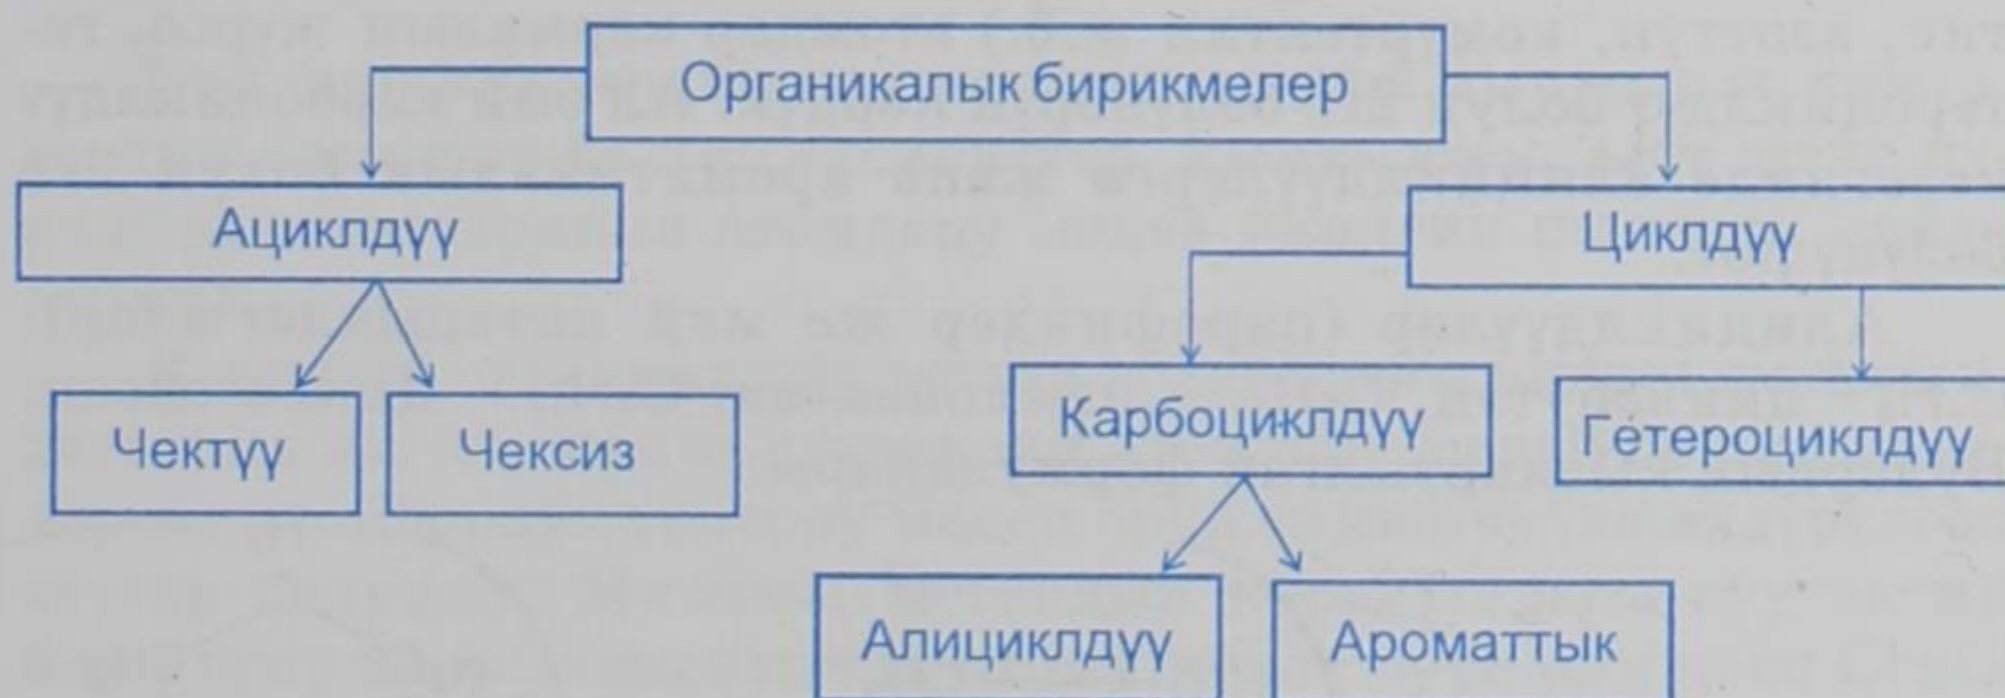 Органикалык бирикмелер
Ациклдүү
Циклдүү
Чектүү
Чексиз
Карбоциклдүү
Гетероциклдүү
Алициклдүү
Ароматтык